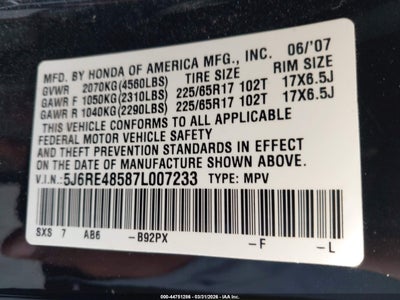 MFD. BY HONDA OF AMERICA MFG., INC. 06/'07
GVWR 2070KG(4560LBS) TIRE SIZE RIM SIZE
GAWR F 1050KG(2310LBS) 225/65R17 102T 17X6.5J
GAWR R 1040KG(2290LBS) 225/65R17 102T 17X6.5J
THIS VEHICLE CONFORMS TO ALL APPLICABLE
FEDERAL MOTOR VEHICLE SAFETY
AND THEFT PREVENTION STANDARDS IN EFFECT
ON THE DATE OF MANUFACTURE SHOWN ABOVE.
V.I.N.: 5J6RE48587L007233 TYPE: MPV
SXS 7 AB6 -B92PX -F -L
000-44751286 - 03/31/2026 - IAAI.COM